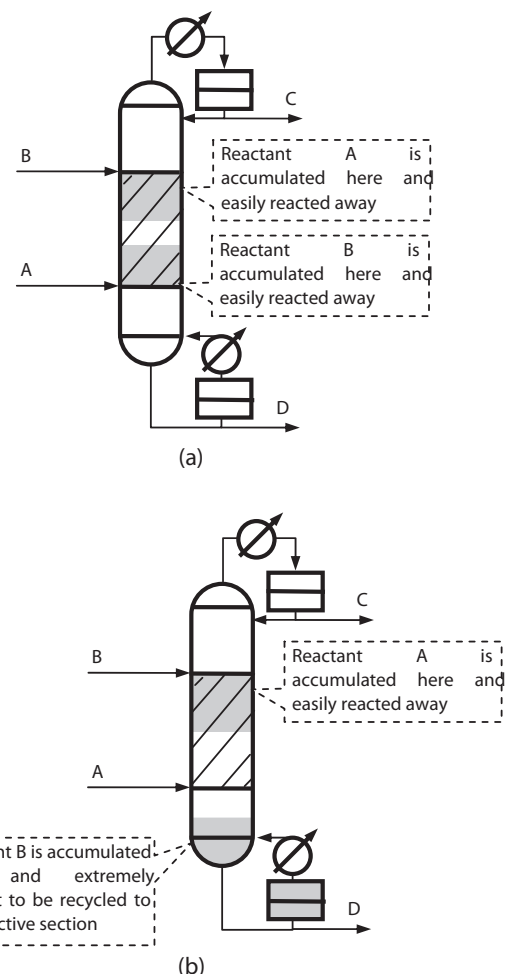 C
B
Reactant A is
accumulated here and
easily reacted away
Reactant B is
accumulated here and
easily reacted away
A
D
(a)
C
B
Reactant A is
accumulated here and
easily reacted away
A
B is accumulated
and extremely
to be recycled to
section
D
(b)